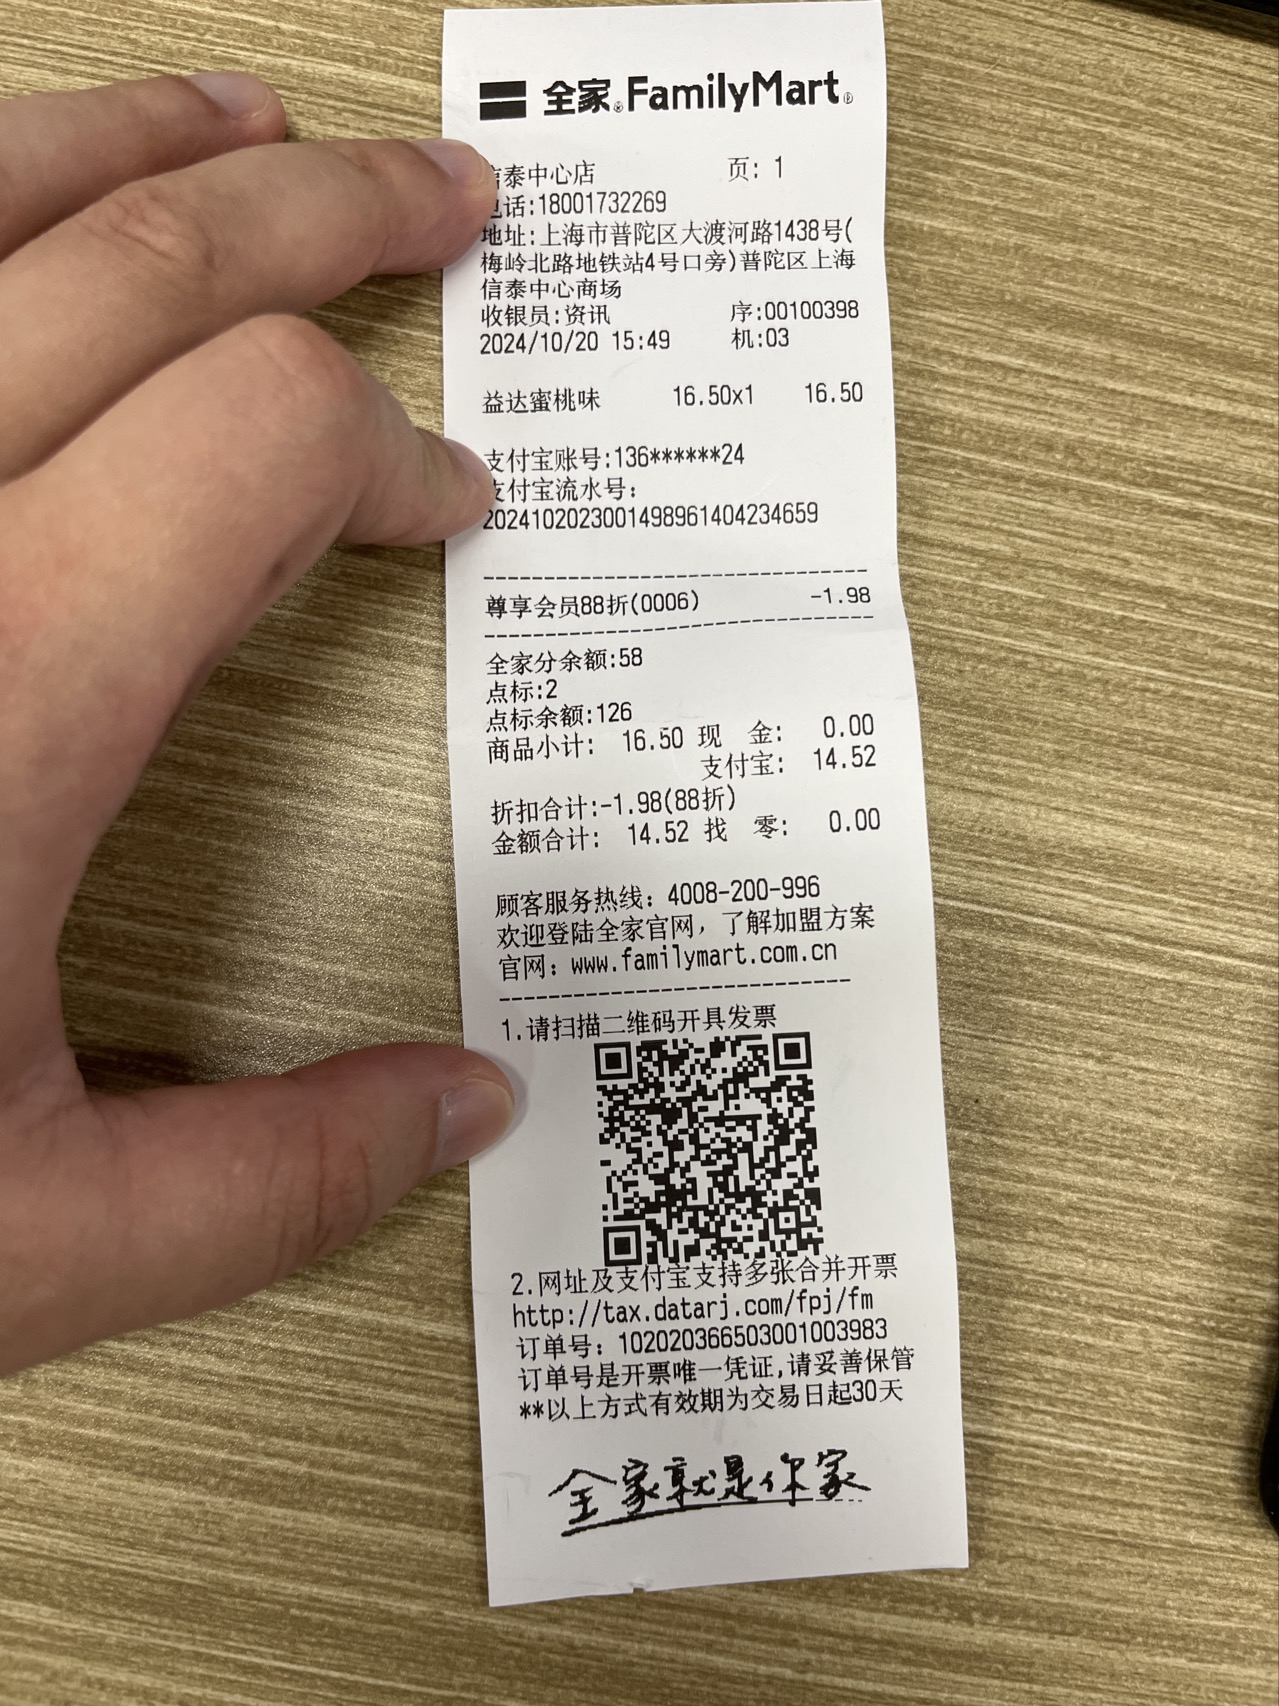 全家® FamilyMart®
信泰中心店 页: 1
电话:18001732269
地址:上海市普陀区大渡河路1438号(
梅岭北路地铁站4号口旁)普陀区上海
信泰中心商场
收银员:资讯 序:00100398
2024/10/20 15:49 机:03
益达蜜桃味 16.50x1 16.50
支付宝账号:136******24
支付宝流水号:
2024102023001498961404234659
尊享会员88折(0006) -1.98
全家分余额:58
点标:2
点标余额:126
商品小计: 16.50 现 金: 0.00
支付宝: 14.52
折扣合计:-1.98(88折)
金额合计: 14.52 找 零: 0.00
顾客服务热线: 4008-200-996
欢迎登陆全家官网, 了解加盟方案
官网: www.familymart.com.cn
1.请扫描二维码开具发票
2.网址及支付宝支持多张合并开票
http://tax.datarj.com/fpj/fm
订单号: 102020366503001003983
订单号是开票唯一凭证,请妥善保管
**以上方式有效期为交易日起30天
全家就是你家